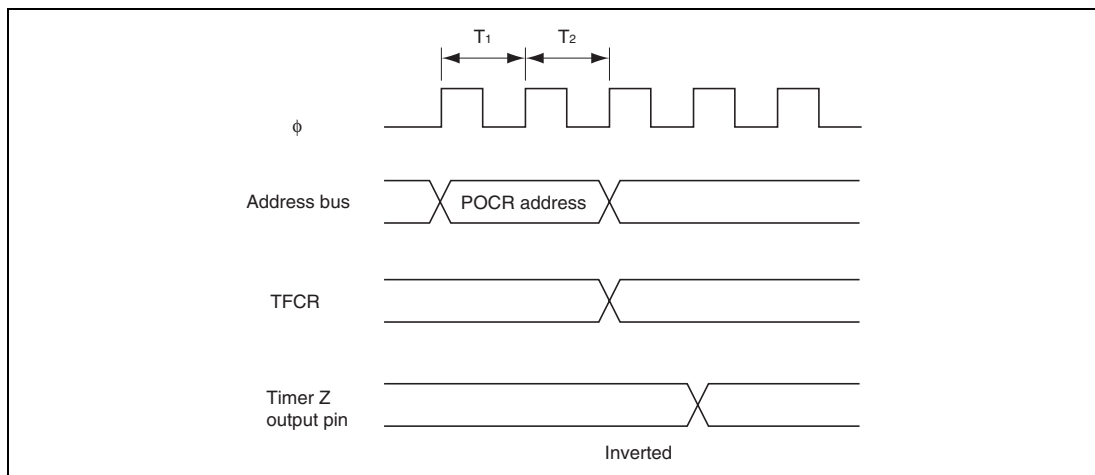 T1 T2
ϕ
Address bus POCR address
TFCR
Timer Z
output pin
Inverted